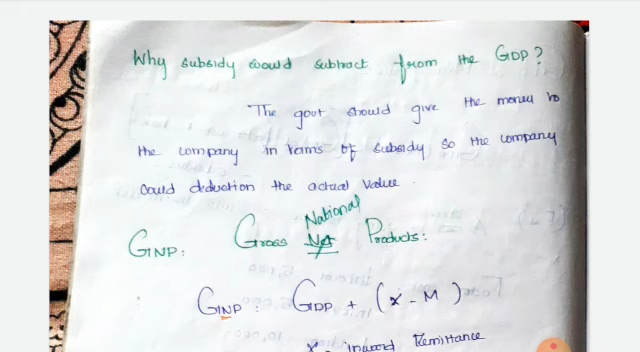 Why subsidy would subtract from the GDP?
The govt should give the money to
the company in terms of subsidy so the company
could diduction the actual value.
National
GNP: Gross Net Products:
GNP: GDP + (X - M)
X - Inward Remittance